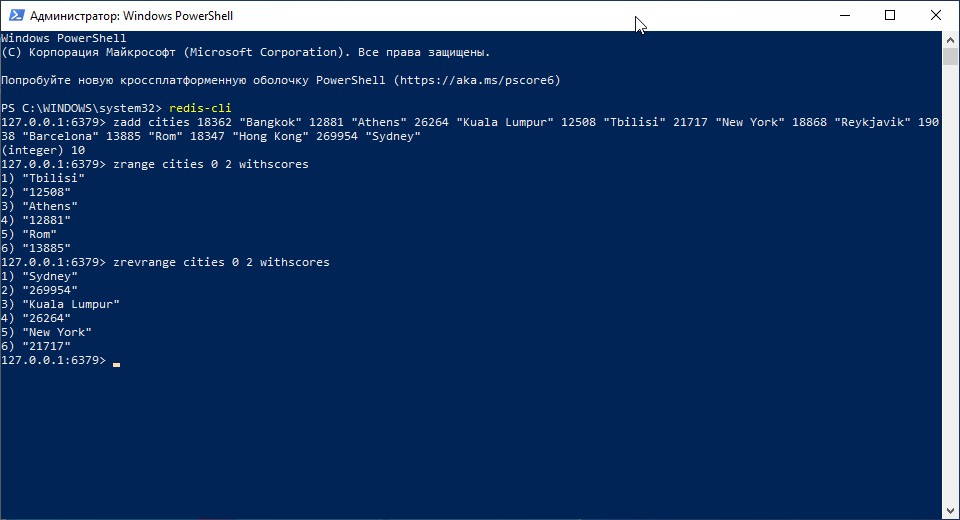 Администратор: Windows PowerShell
Windows PowerShell
(C) Корпорация Майкрософт (Microsoft Corporation). Все права защищены.
Попробуйте новую кроссплатформенную оболочку PowerShell (https://aka.ms/pscore6)
PS C:\WINDOWS\system32> redis-cli
127.0.0.1:6379> zadd cities 18362 "Bangkok" 12881 "Athens" 26264 "Kuala Lumpur" 12508 "Tbilisi" 21717 "New York" 18868 "Reykjavik" 190
38 "Barcelona" 13885 "Rom" 18347 "Hong Kong" 269954 "Sydney"
(integer) 10
127.0.0.1:6379> zrange cities 0 2 withscores
1) "Tbilisi"
2) "12508"
3) "Athens"
4) "12881"
5) "Rom"
6) "13885"
127.0.0.1:6379> zrevrange cities 0 2 withscores
1) "Sydney"
2) "269954"
3) "Kuala Lumpur"
4) "26264"
5) "New York"
6) "21717"
127.0.0.1:6379>